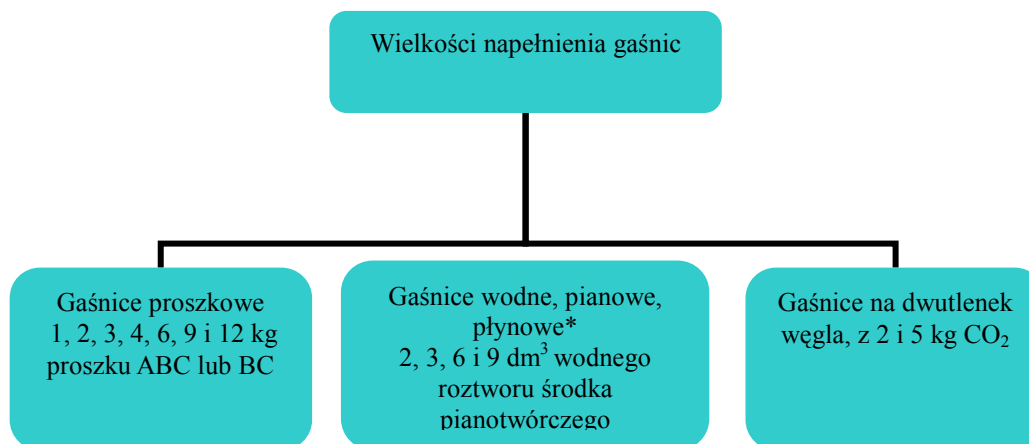 Wielkości napełnienia gaśnic
Gaśnice proszkowe
1, 2, 3, 4, 6, 9 i 12 kg
proszku ABC lub BC
Gaśnice wodne, pianowe,
płynowe*
2, 3, 6 i 9 dm³ wodnego
roztworu środka
pianotwórczego
Gaśnice na dwutlenek
węgla, z 2 i 5 kg CO₂